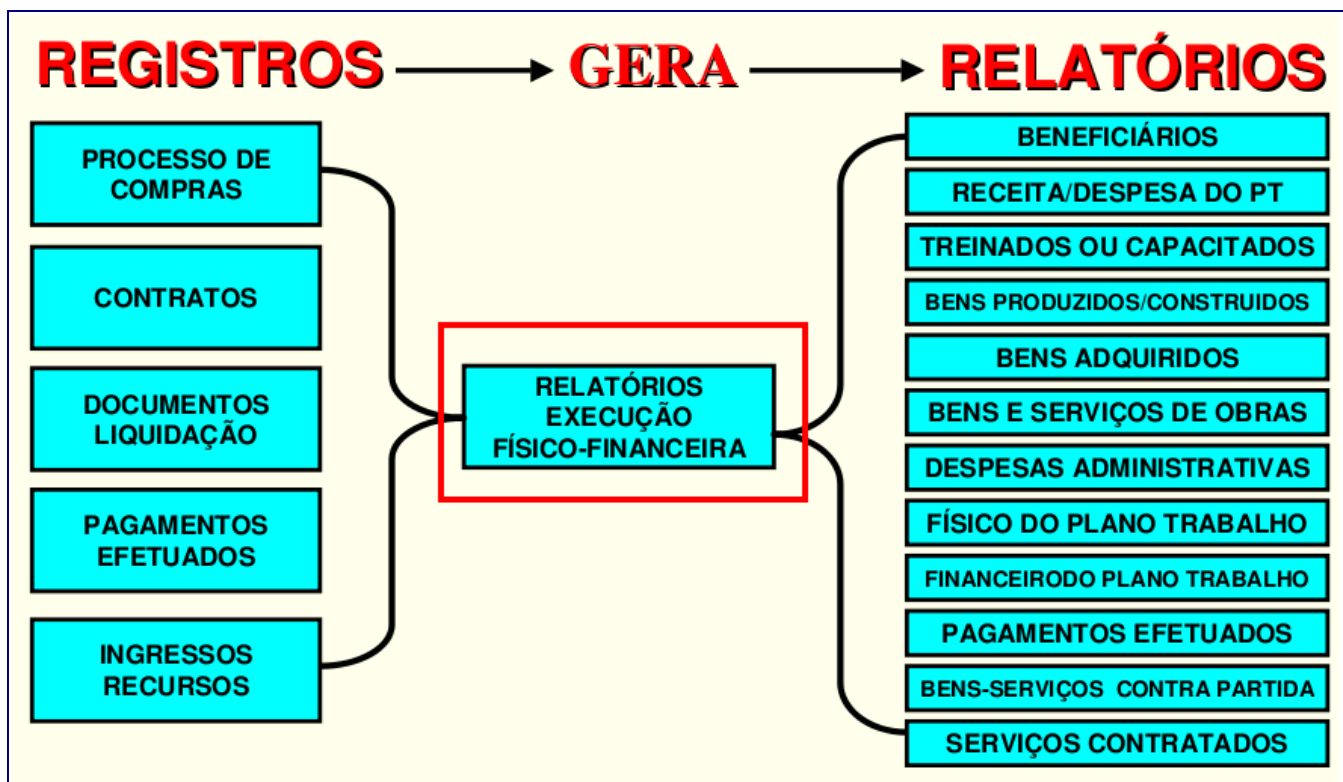 REGISTROS GERA RELATÓRIOS
PROCESSO DE
COMPRAS
CONTRATOS
DOCUMENTOS
LIQUIDAÇÃO
PAGAMENTOS
EFETUADOS
INGRESSOS
RECURSOS
RELATÓRIOS
EXECUÇÃO
FÍSICO-FINANCEIRA
BENEFICIÁRIOS
RECEITA/DESPESA DO PT
TREINADOS OU CAPACITADOS
BENS PRODUZIDOS/CONSTRUIDOS
BENS ADQUIRIDOS
BENS E SERVIÇOS DE OBRAS
DESPESAS ADMINISTRATIVAS
FÍSICO DO PLANO TRABALHO
FINANCEIRODO PLANO TRABALHO
PAGAMENTOS EFETUADOS
BENS-SERVIÇOS CONTRA PARTIDA
SERVIÇOS CONTRATADOS